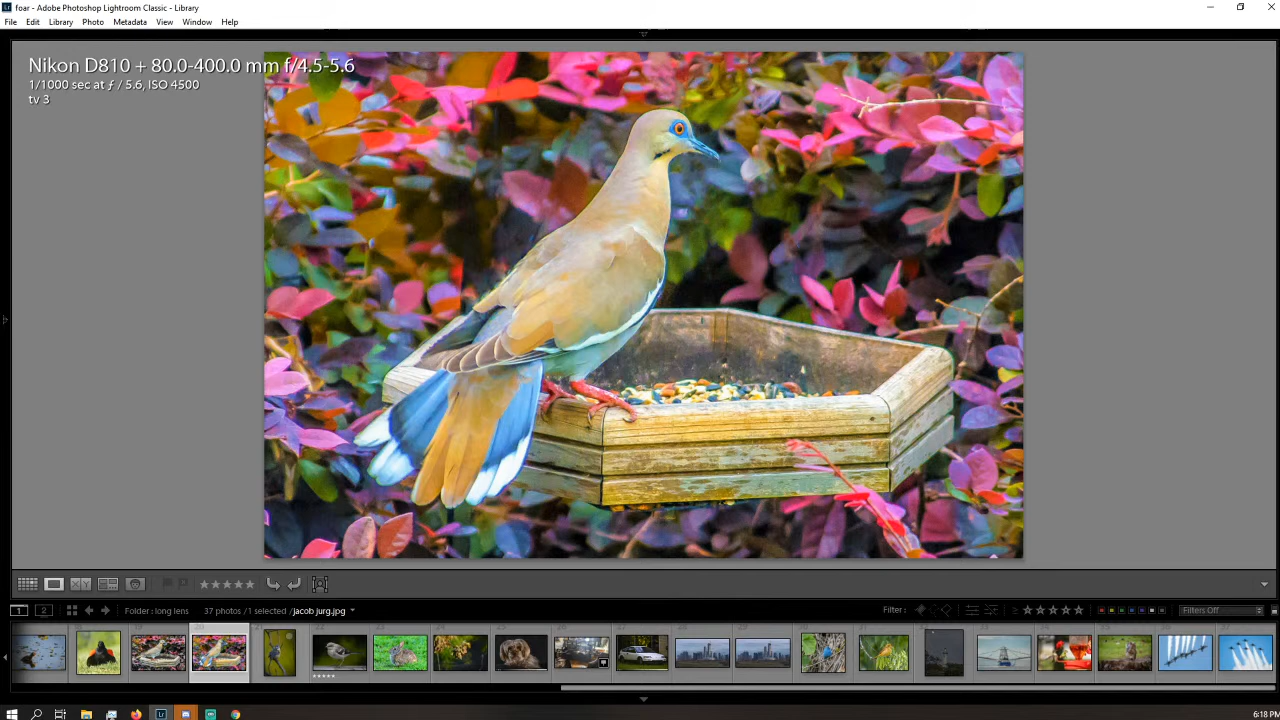 foar - Adobe Photoshop Lightroom Classic - Library
File Edit Library Photo Metadata View Window Help
Nikon D810 + 80.0-400.0 mm f/4.5-5.6
1/1000 sec at ƒ / 5.6, ISO 4500
tv 3
1 2 Folder : long lens 37 photos / 1 selected / jacob jurg.jpg Filter : Filters Off
6:18 PM